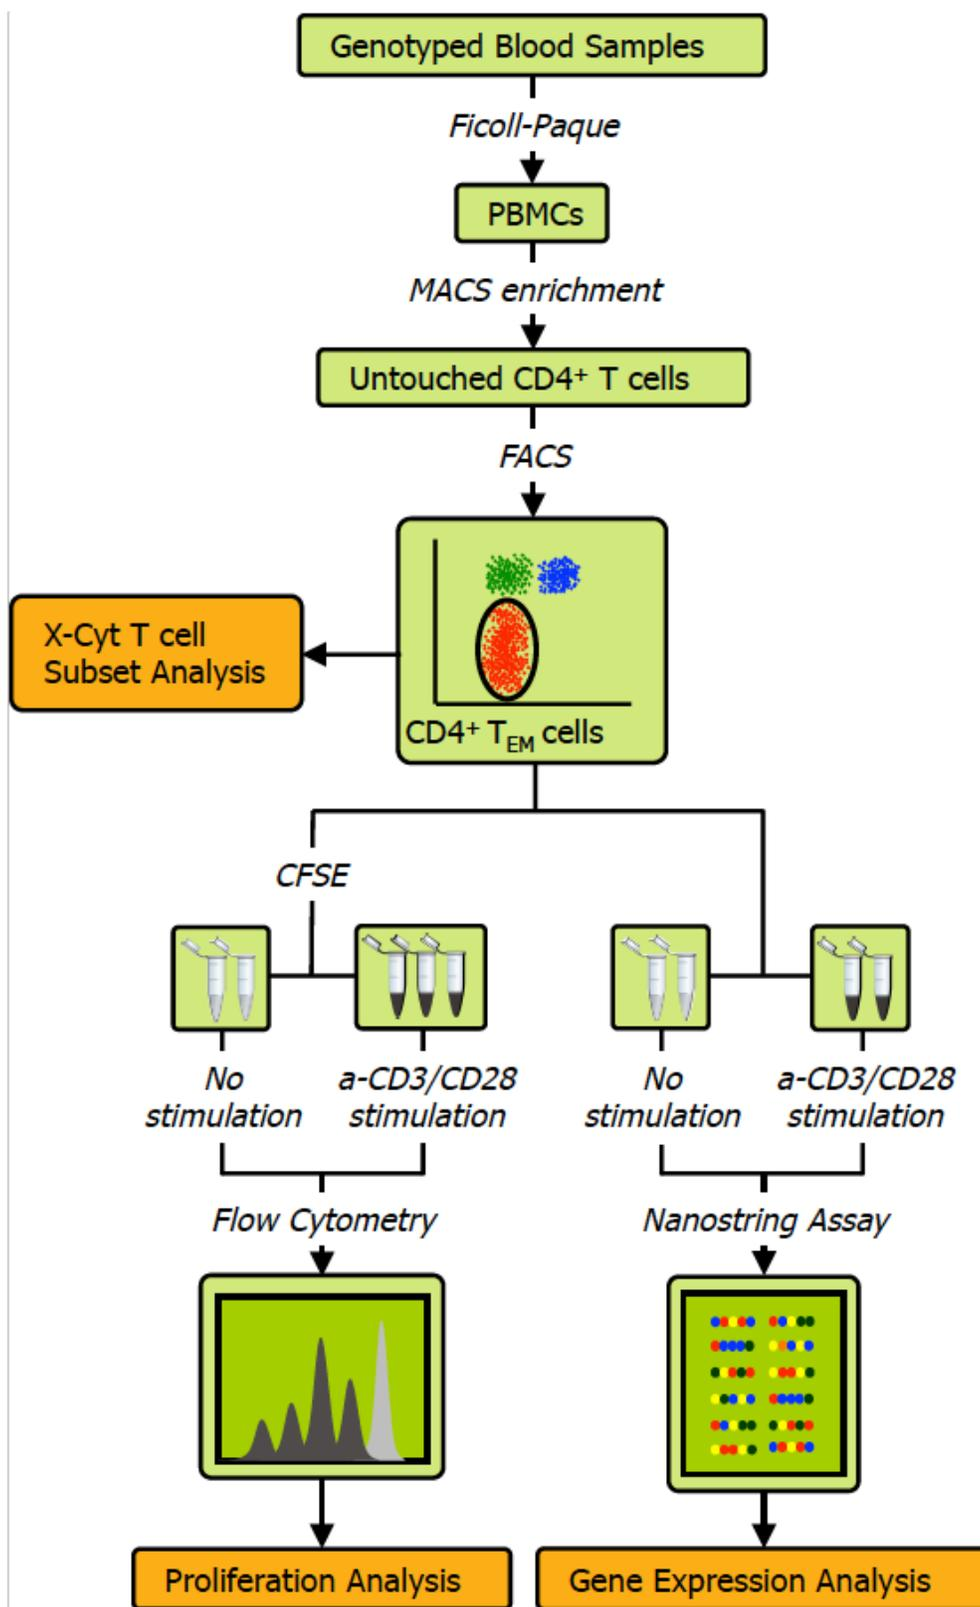 Genotyped Blood Samples
Ficoll-Paque
PBMCs
MACS enrichment
Untouched CD4⁺ T cells
FACS
X-Cyt T cell
Subset Analysis
CD4⁺ T_EM cells
CFSE
No
stimulation
a-CD3/CD28
stimulation
No
stimulation
a-CD3/CD28
stimulation
Flow Cytometry
Nanostring Assay
Proliferation Analysis
Gene Expression Analysis